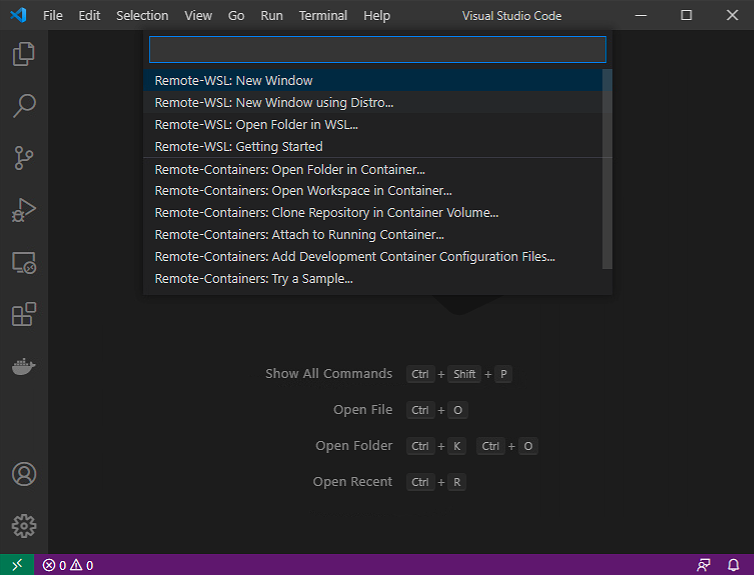 File Edit Selection View Go Run Terminal Help Visual Studio Code
Remote-WSL: New Window
Remote-WSL: New Window using Distro...
Remote-WSL: Open Folder in WSL...
Remote-WSL: Getting Started
Remote-Containers: Open Folder in Container...
Remote-Containers: Open Workspace in Container...
Remote-Containers: Clone Repository in Container Volume...
Remote-Containers: Attach to Running Container...
Remote-Containers: Add Development Container Configuration Files...
Remote-Containers: Try a Sample...
Show All Commands Ctrl + Shift + P
Open File Ctrl + O
Open Folder Ctrl + K Ctrl + O
Open Recent Ctrl + R
0 0